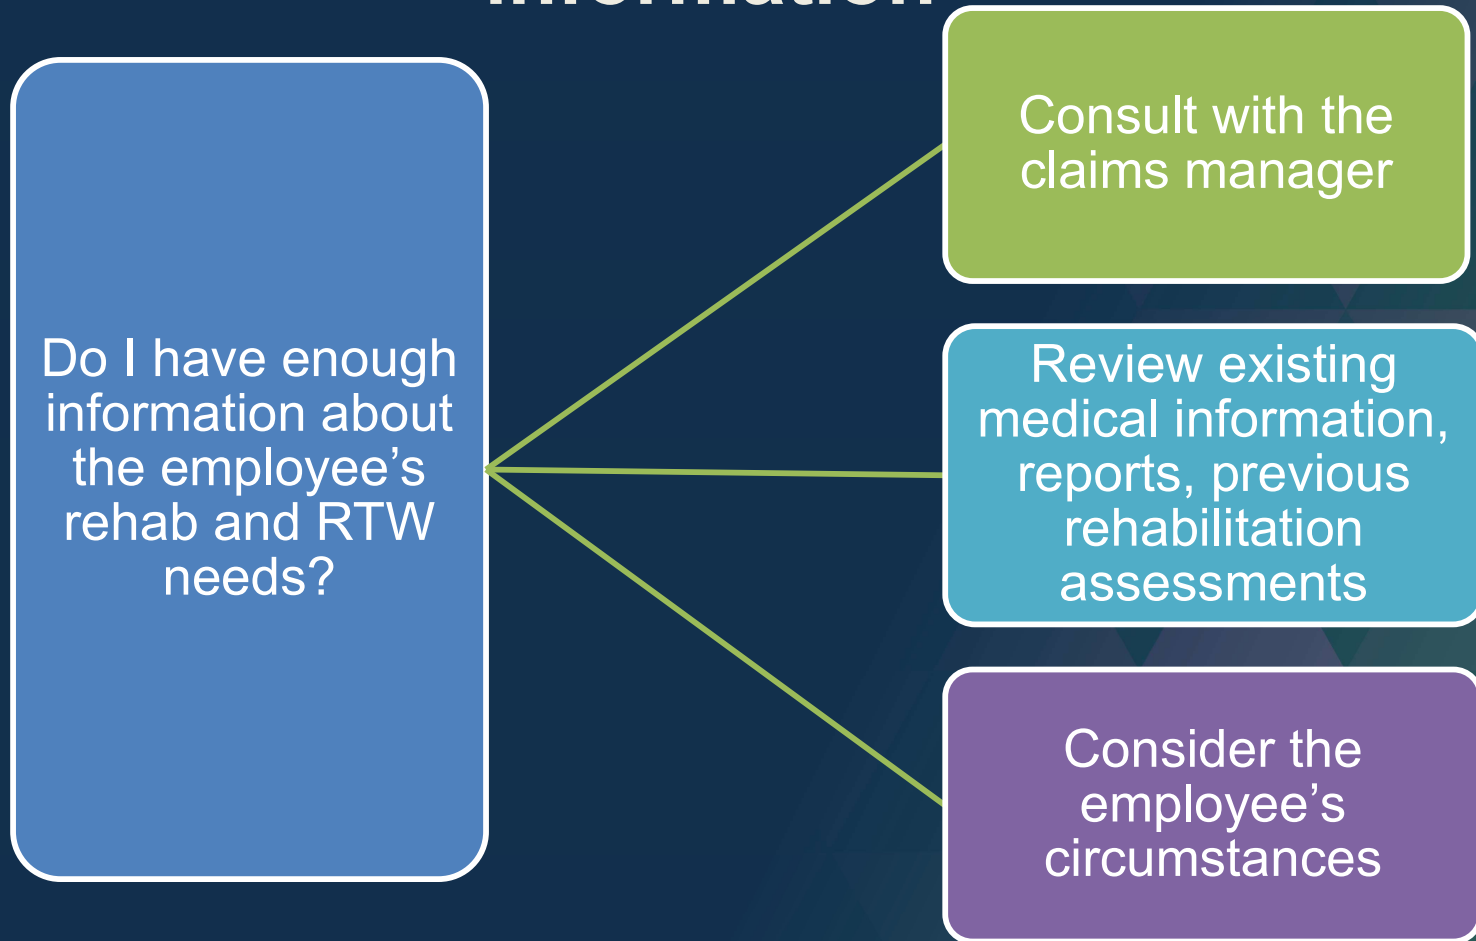 Information
Do I have enough
information about
the employee’s
rehab and RTW
needs?
Consult with the
claims manager
Review existing
medical information,
reports, previous
rehabilitation
assessments
Consider the
employee’s
circumstances